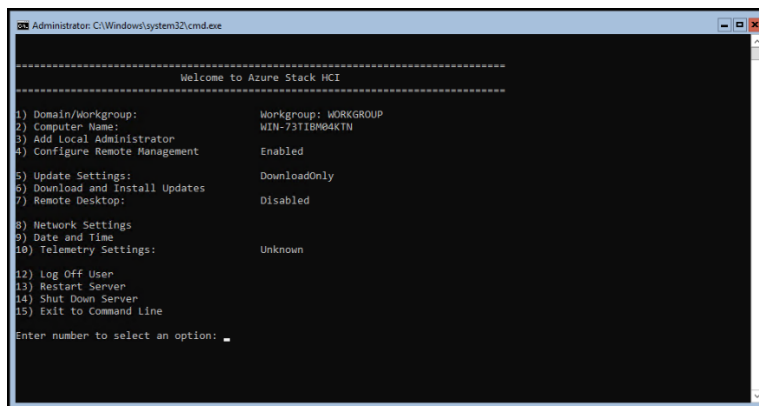 Administrator: C:\Windows\system32\cmd.exe
================================================================================
Welcome to Azure Stack HCI
================================================================================
1) Domain/Workgroup: Workgroup: WORKGROUP
2) Computer Name: WIN-73TIBM04KTN
3) Add Local Administrator
4) Configure Remote Management Enabled
5) Update Settings: DownloadOnly
6) Download and Install Updates
7) Remote Desktop: Disabled
8) Network Settings
9) Date and Time
10) Telemetry Settings: Unknown
12) Log Off User
13) Restart Server
14) Shut Down Server
15) Exit to Command Line
Enter number to select an option: _